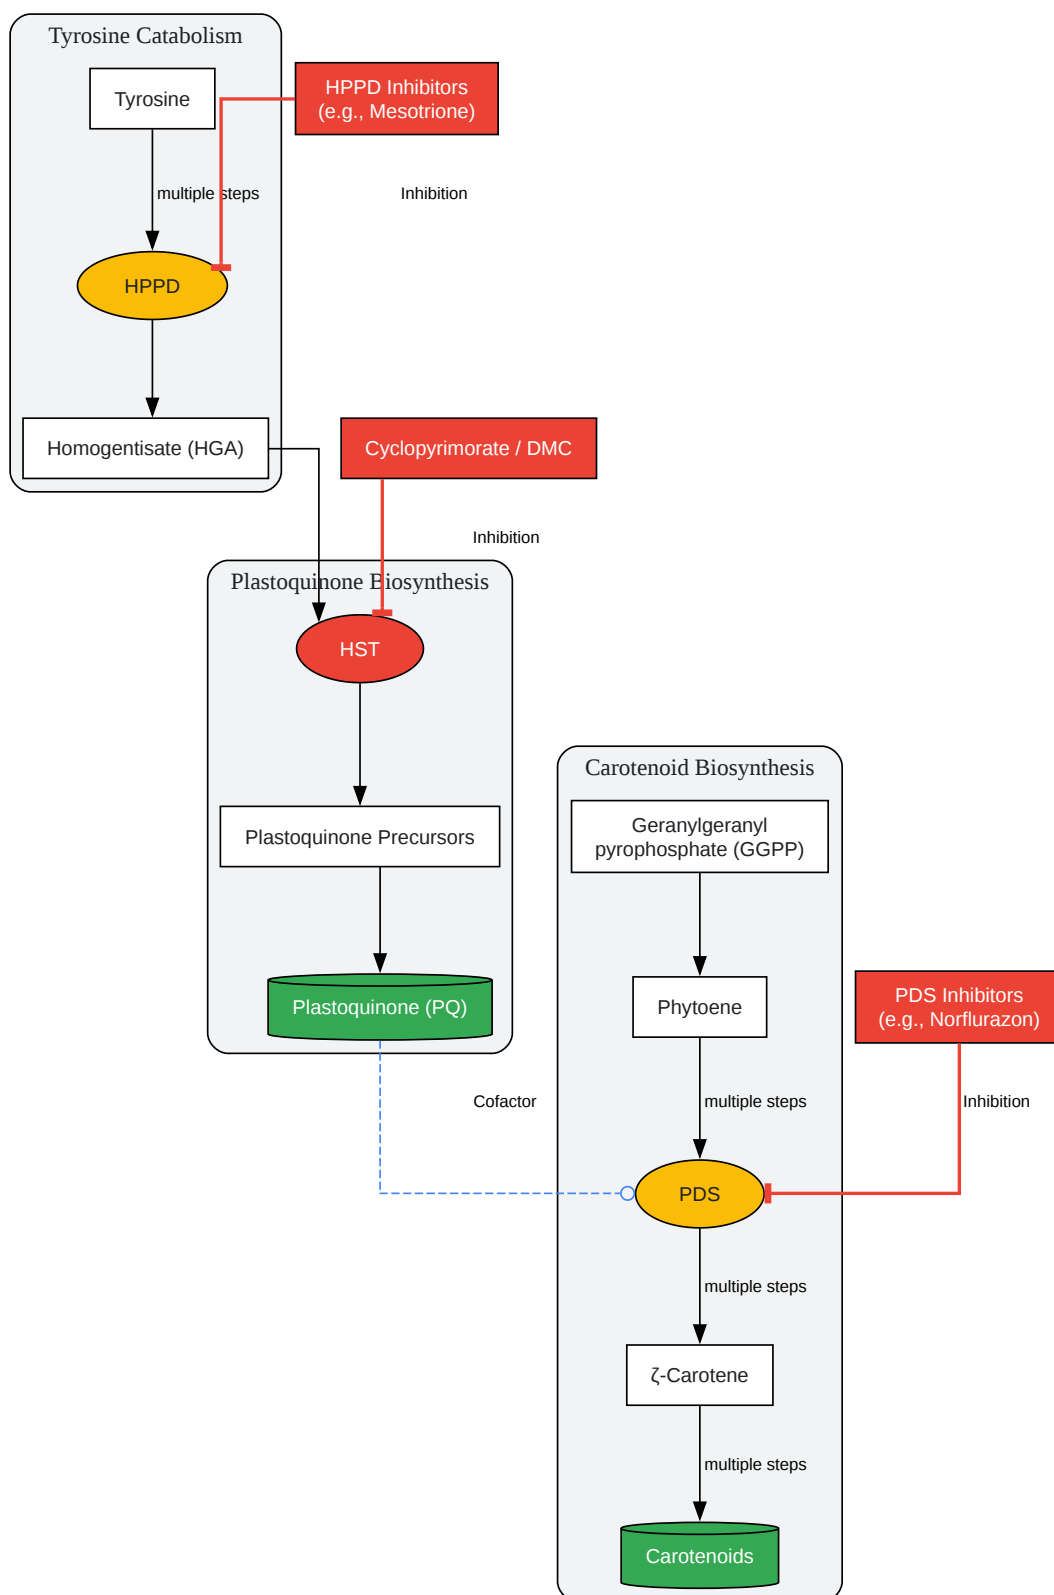 Tyrosine Catabolism
Tyrosine
HPPD Inhibitors
(e.g., Mesotrione)
multiple steps
Inhibition
HPPD
Homogentisate (HGA)
Cyclopyrimorate / DMC
Inhibition
Plastoquinone Biosynthesis
HST
Plastoquinone Precursors
Plastoquinone (PQ)
Cofactor
Carotenoid Biosynthesis
Geranylgeranyl
pyrophosphate (GGPP)
Phytoene
PDS Inhibitors
(e.g., Norflurazon)
multiple steps
Inhibition
PDS
multiple steps
ζ-Carotene
multiple steps
Carotenoids